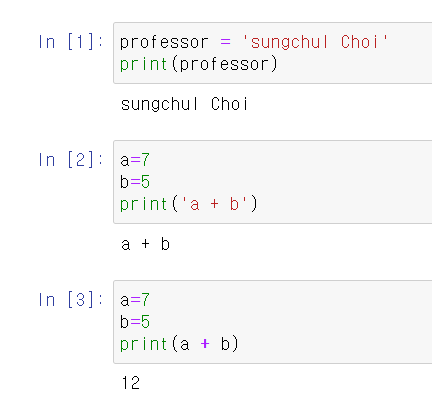 In [1]: professor = 'sungchul Choi'
print(professor)
sungchul Choi
In [2]: a=7
b=5
print('a + b')
a + b
In [3]: a=7
b=5
print(a + b)
12